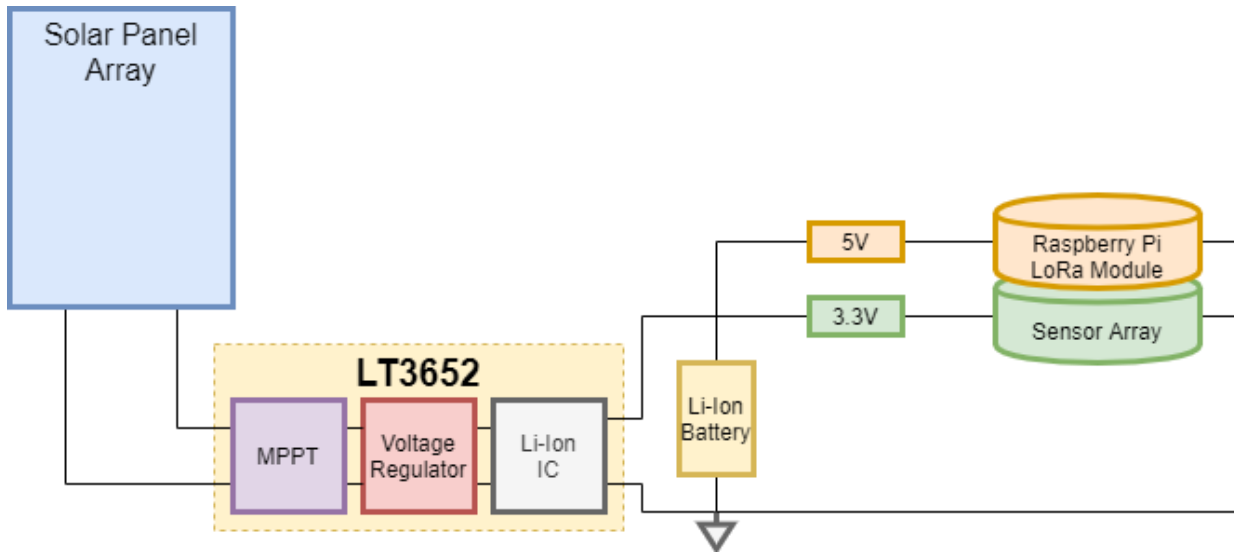 Solar Panel
Array
5V
Raspberry Pi
LoRa Module
3.3V
Sensor Array
LT3652
MPPT
Voltage
Regulator
Li-Ion
IC
Li-Ion
Battery